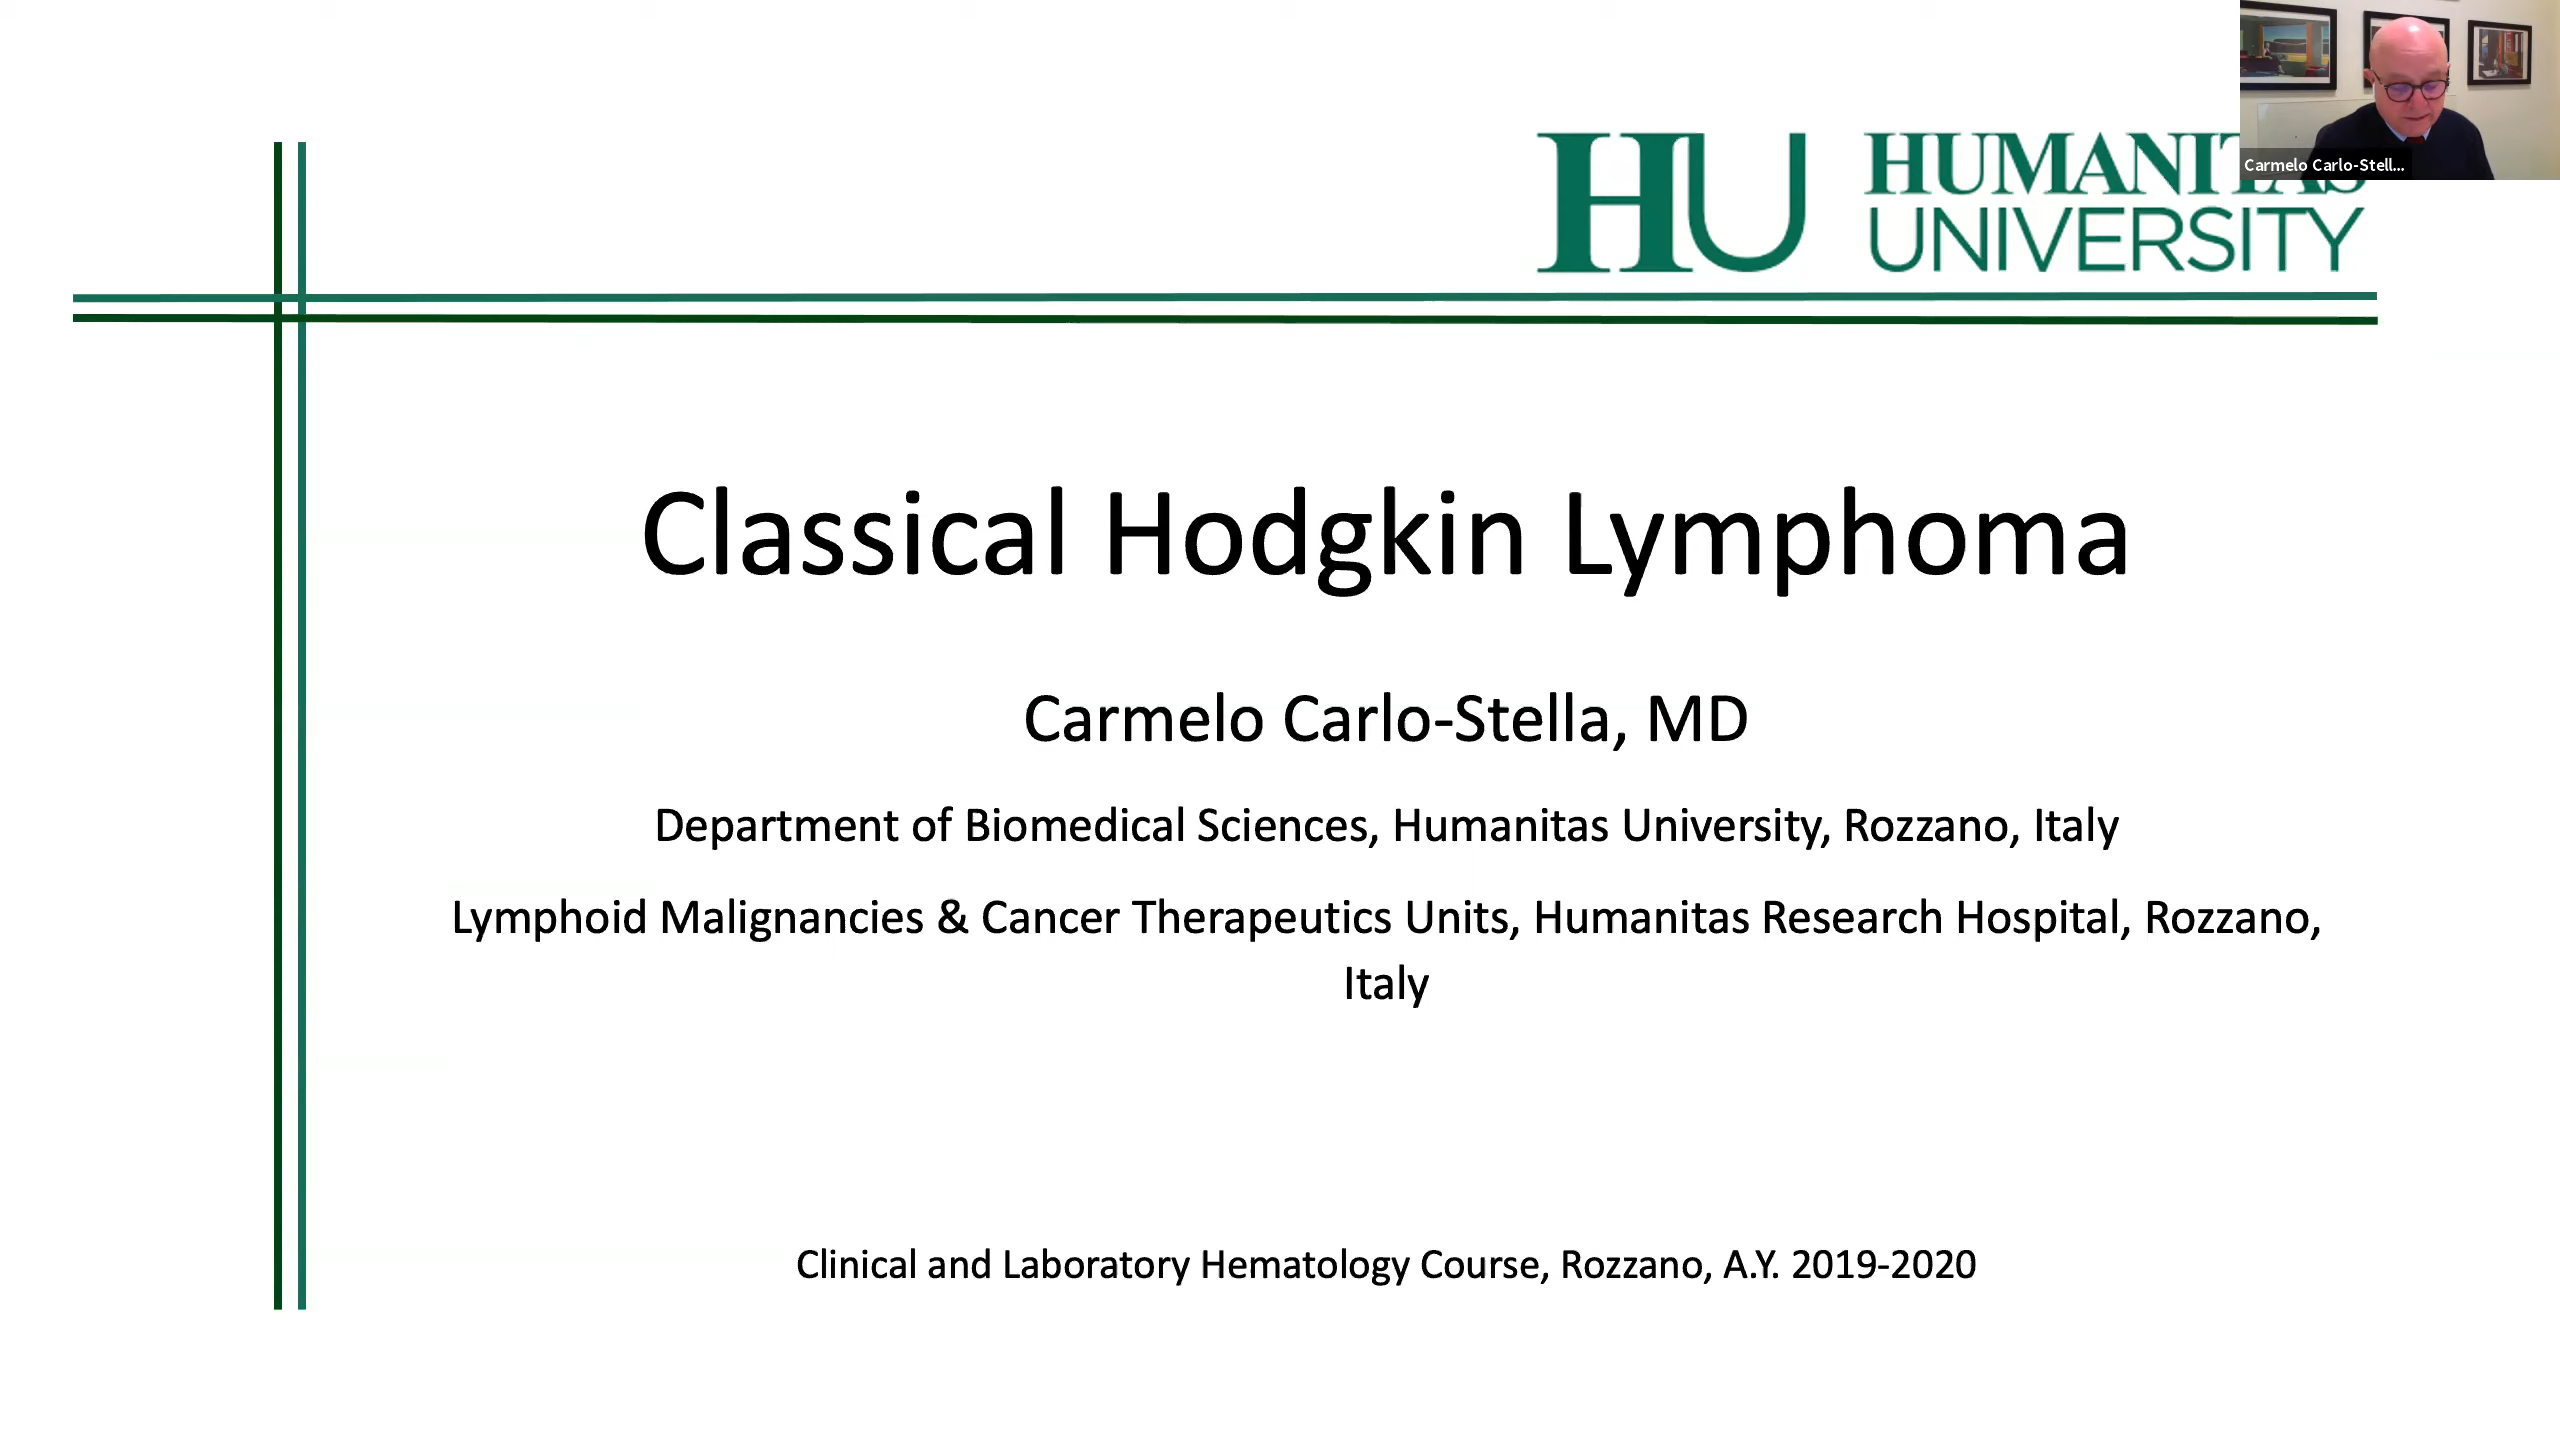 HU HUMANITAS
UNIVERSITY
Carmelo Carlo-Stell...
Classical Hodgkin Lymphoma
Carmelo Carlo-Stella, MD
Department of Biomedical Sciences, Humanitas University, Rozzano, Italy
Lymphoid Malignancies & Cancer Therapeutics Units, Humanitas Research Hospital, Rozzano,
Italy
Clinical and Laboratory Hematology Course, Rozzano, A.Y. 2019-2020